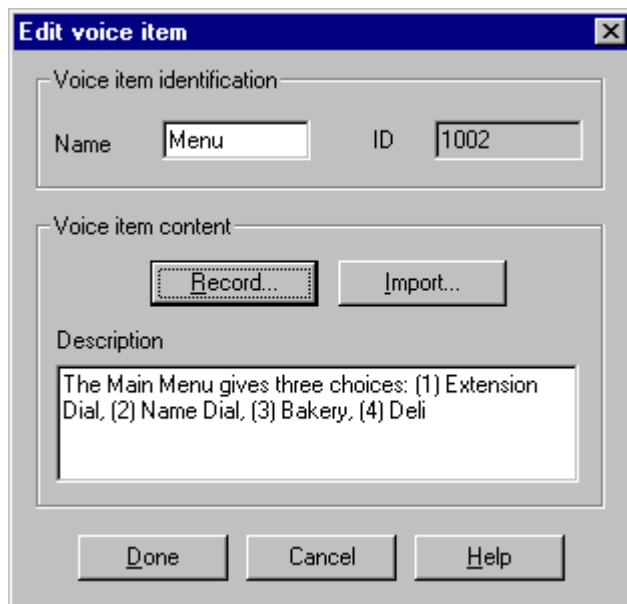 Edit voice item
Voice item identification
Name Menu ID 1002
Voice item content
Record... Import...
Description
The Main Menu gives three choices: (1) Extension
Dial, (2) Name Dial, (3) Bakery, (4) Deli
Done Cancel Help